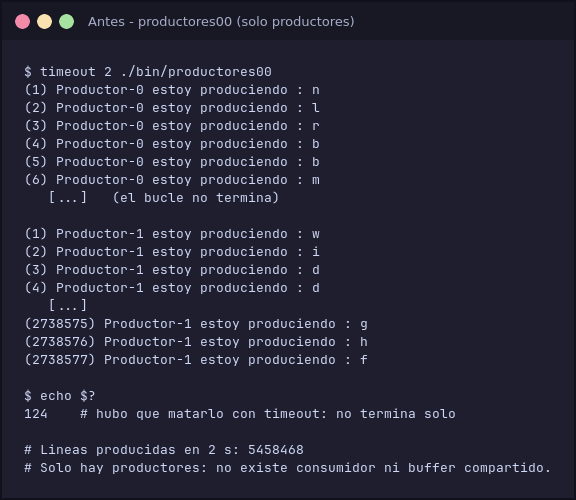 Antes - productores00 (solo productores)
$ timeout 2 ./bin/productores00
(1) Productor-0 estoy produciendo : n
(2) Productor-0 estoy produciendo : l
(3) Productor-0 estoy produciendo : r
(4) Productor-0 estoy produciendo : b
(5) Productor-0 estoy produciendo : b
(6) Productor-0 estoy produciendo : m
[...]   (el bucle no termina)
(1) Productor-1 estoy produciendo : w
(2) Productor-1 estoy produciendo : i
(3) Productor-1 estoy produciendo : d
(4) Productor-1 estoy produciendo : d
[...]
(2738575) Productor-1 estoy produciendo : g
(2738576) Productor-1 estoy produciendo : h
(2738577) Productor-1 estoy produciendo : f
$ echo $?
124    # hubo que matarlo con timeout: no termina solo
# Lineas producidas en 2 s: 5458468
# Solo hay productores: no existe consumidor ni buffer compartido.